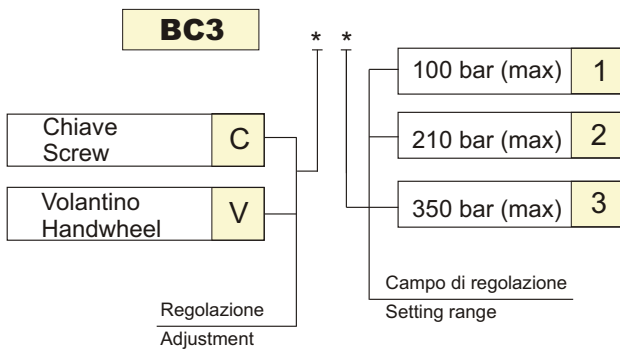 BC3
* *
Chiave
Screw
C
Volantino
Handwheel
V
Regolazione
Adjustment
100 bar (max) 1
210 bar (max) 2
350 bar (max) 3
Campo di regolazione
Setting range